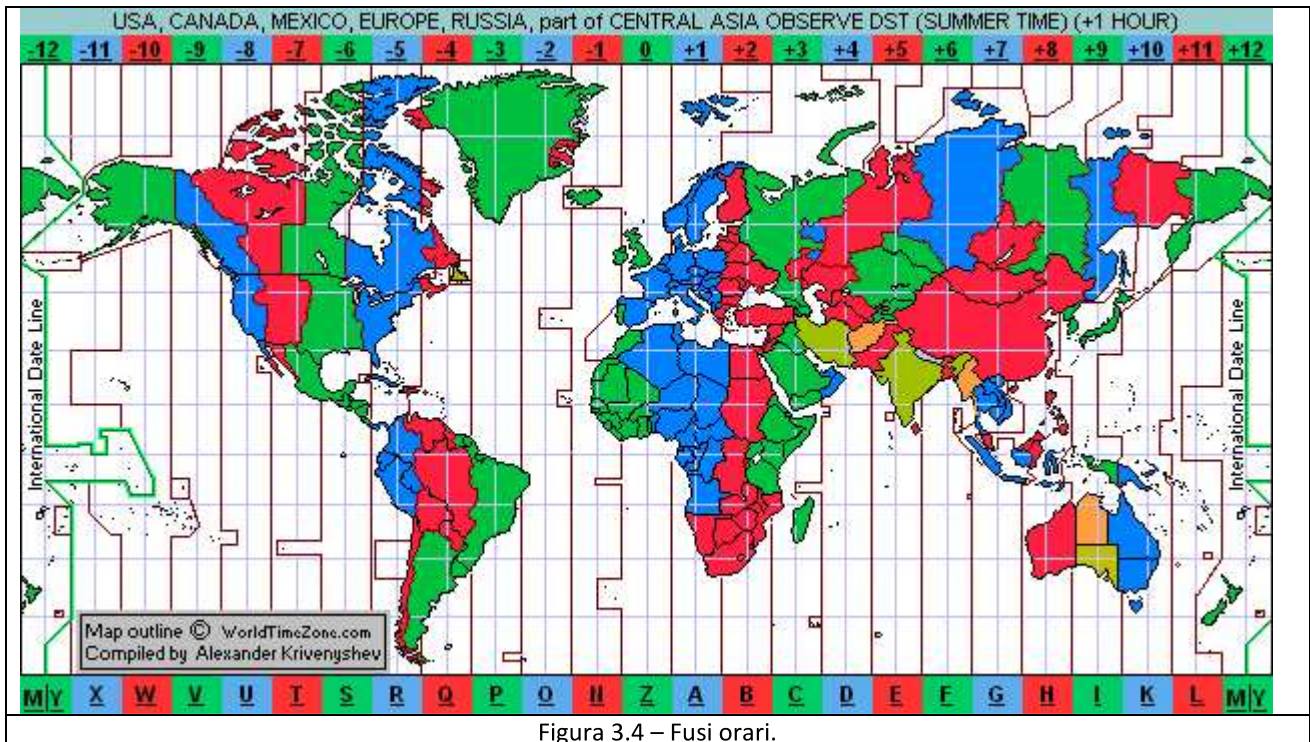 USA, CANADA, MEXICO, EUROPE, RUSSIA, part of CENTRAL ASIA OBSERVE DST (SUMMER TIME) (+1 HOUR)
-12 -11 -10 -9 -8 -7 -6 -5 -4 -3 -2 -1 0 +1 +2 +3 +4 +5 +6 +7 +8 +9 +10 +11 +12
International Date Line
International Date Line
Map outline © WorldTimeZone.com
Compiled by Alexander Krivenyshev
M|Y X W V U T S R Q P O N Z A B C D E F G H I K L M|Y
Figura 3.4 – Fusi orari.